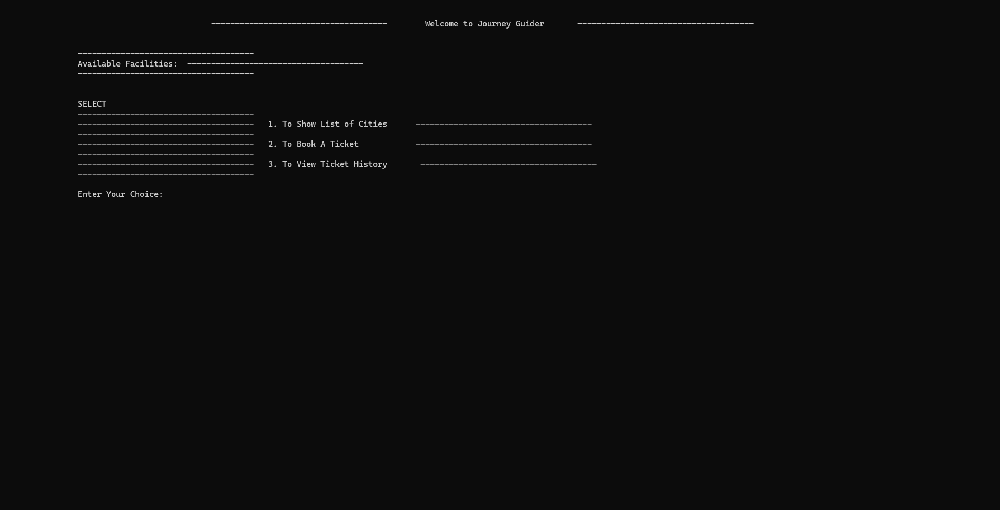 ------------------------------------- Welcome to Journey Guider -------------------------------------
-------------------------------------
Available Facilities: -------------------------------------
-------------------------------------
SELECT
-------------------------------------
------------------------------------- 1. To Show List of Cities -------------------------------------
-------------------------------------
------------------------------------- 2. To Book A Ticket -------------------------------------
-------------------------------------
------------------------------------- 3. To View Ticket History -------------------------------------
-------------------------------------
Enter Your Choice: